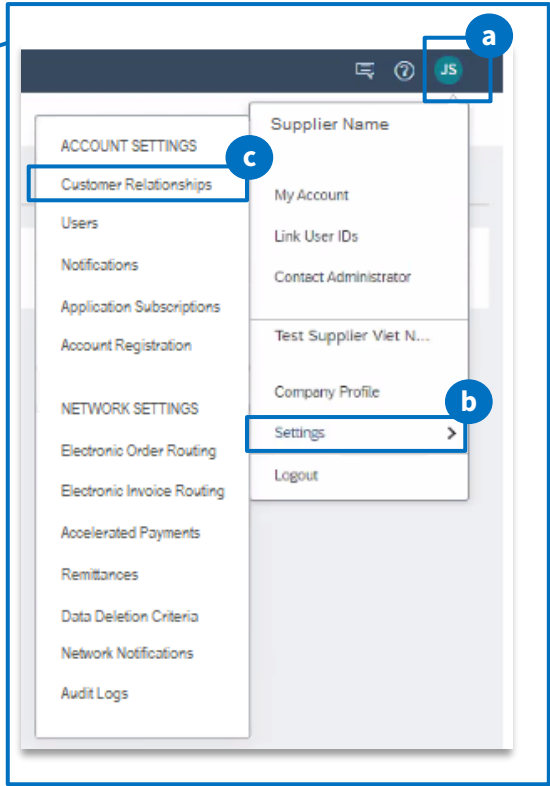 a
JS
Supplier Name
My Account
Link User IDs
Contact Administrator
Test Supplier Viet N...
Company Profile
b
Settings
Logout
ACCOUNT SETTINGS
c
Customer Relationships
Users
Notifications
Application Subscriptions
Account Registration
NETWORK SETTINGS
Electronic Order Routing
Electronic Invoice Routing
Accelerated Payments
Remittances
Data Deletion Criteria
Network Notifications
Audit Logs